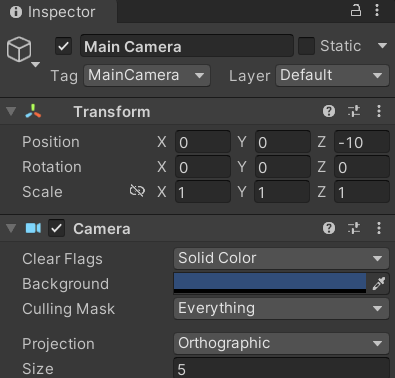 Inspector
Main Camera Static
Tag MainCamera Layer Default
Transform
Position X 0 Y 0 Z -10
Rotation X 0 Y 0 Z 0
Scale X 1 Y 1 Z 1
Camera
Clear Flags Solid Color
Background
Culling Mask Everything
Projection Orthographic
Size 5